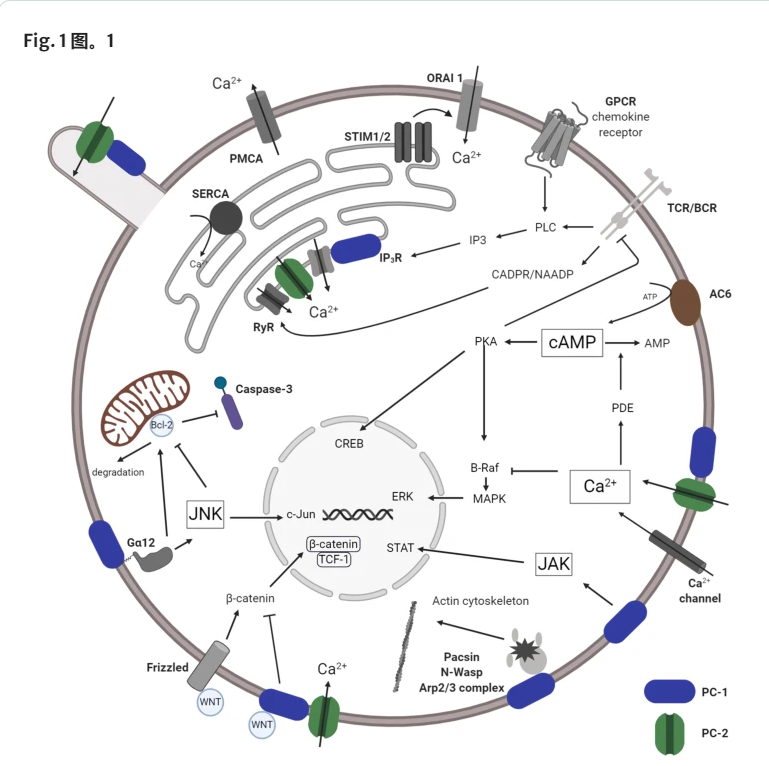 Fig. 1图。1
Ca²⁺
ORAI 1
GPCR
chemokine
receptor
STIM1/2
PMCA
Ca²⁺
SERCA
TCR/BCR
PLC
IP3
IP₃R
Ca²⁺
CADPR/NAADP
ATP
AC6
Ca²⁺
RyR
PKA
cAMP
AMP
Caspase-3
Bcl-2
PDE
CREB
degradation
B-Raf
Ca²⁺
ERK
MAPK
JNK
c-Jun
Gα12
β-catenin
TCF-1
STAT
JAK
Ca²⁺
channel
β-catenin
Actin cytoskeleton
Frizzled
Ca²⁺
Pacsin
N-Wasp
Arp2/3 complex
WNT
WNT
PC-1
PC-2